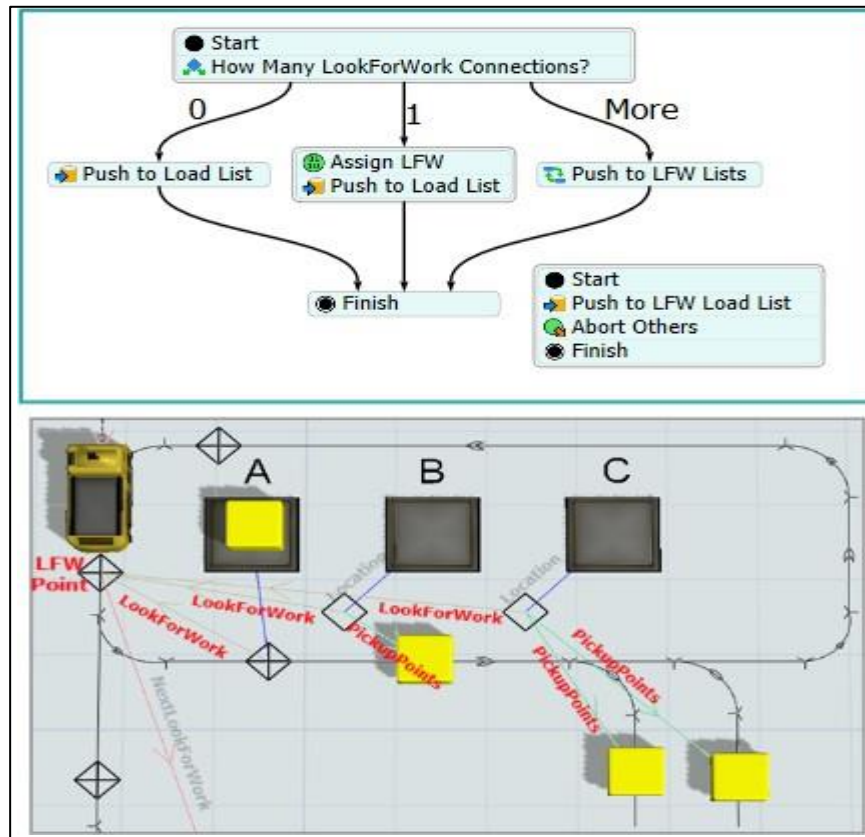 Start
How Many LookForWork Connections?
0
1
More
Push to Load List
Assign LFW
Push to Load List
Push to LFW Lists
Finish
Start
Push to LFW Load List
Abort Others
Finish
A
B
C
LFW
Point
Location
Location
LookForWork
LookForWork
LookForWork
PickupPoints
PickupPoints
PickupPoints
NextLookForWork